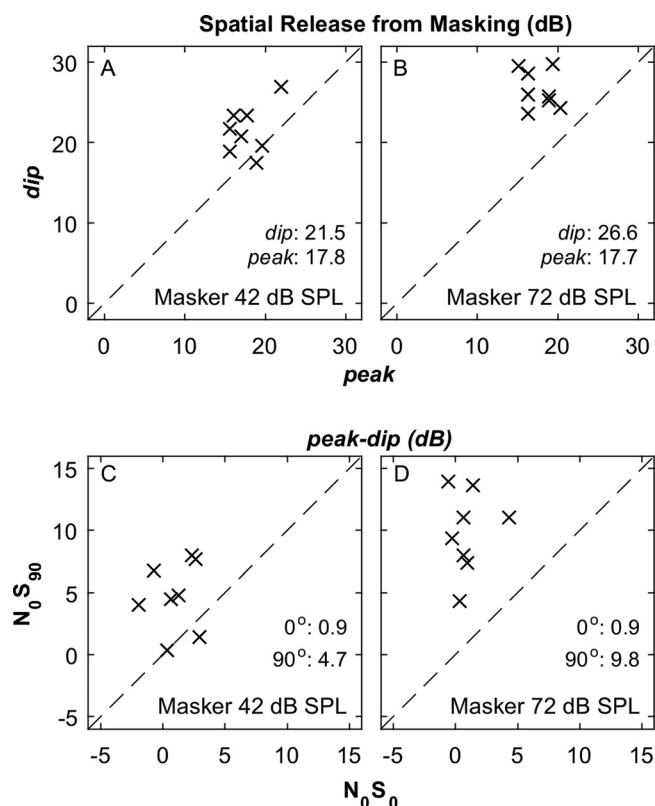 Spatial Release from Masking (dB)
30
20
10
0
dip
A
dip: 21.5
peak: 17.8
Masker 42 dB SPL
B
dip: 26.6
peak: 17.7
Masker 72 dB SPL
0 10 20 30 0 10 20 30
peak
peak-dip (dB)
15
10
5
0
-5
N0S90
C
0°: 0.9
90°: 4.7
Masker 42 dB SPL
D
0°: 0.9
90°: 9.8
Masker 72 dB SPL
-5 0 5 10 15 -5 0 5 10 15
N0S0